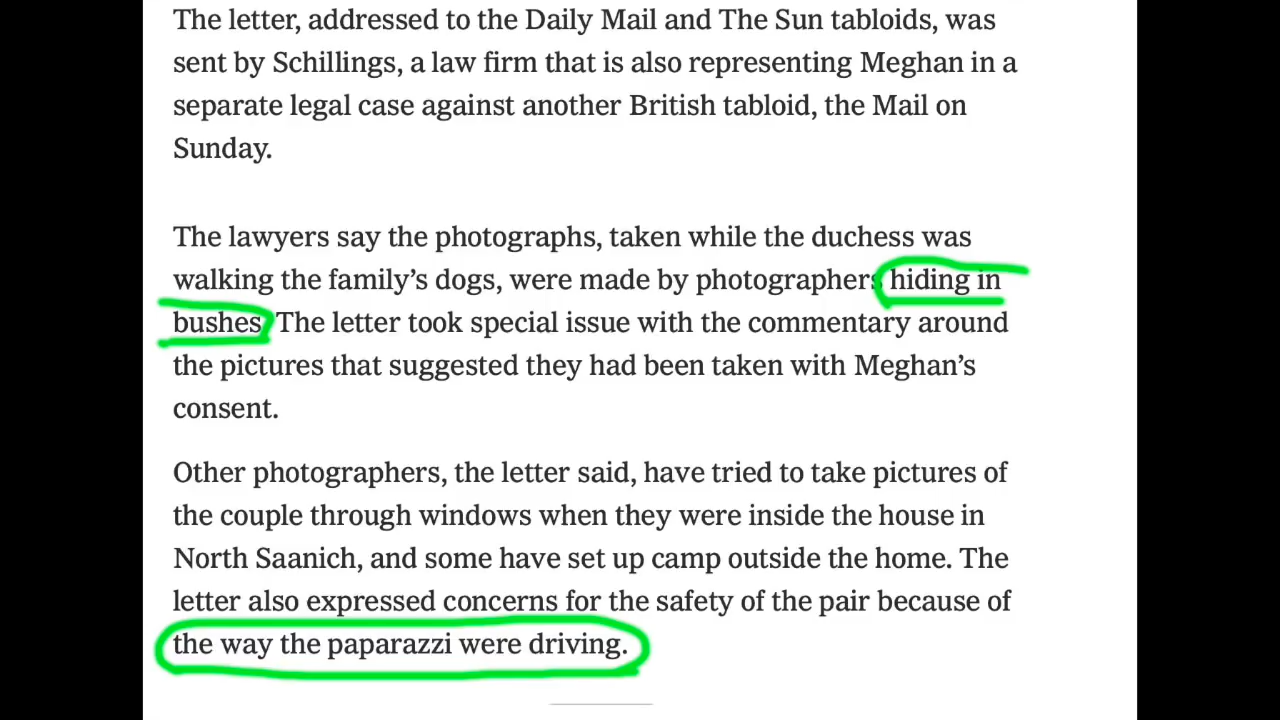 The letter, addressed to the Daily Mail and The Sun tabloids, was
sent by Schillings, a law firm that is also representing Meghan in a
separate legal case against another British tabloid, the Mail on
Sunday.
The lawyers say the photographs, taken while the duchess was
walking the family’s dogs, were made by photographers hiding in
bushes. The letter took special issue with the commentary around
the pictures that suggested they had been taken with Meghan’s
consent.
Other photographers, the letter said, have tried to take pictures of
the couple through windows when they were inside the house in
North Saanich, and some have set up camp outside the home. The
letter also expressed concerns for the safety of the pair because of
the way the paparazzi were driving.